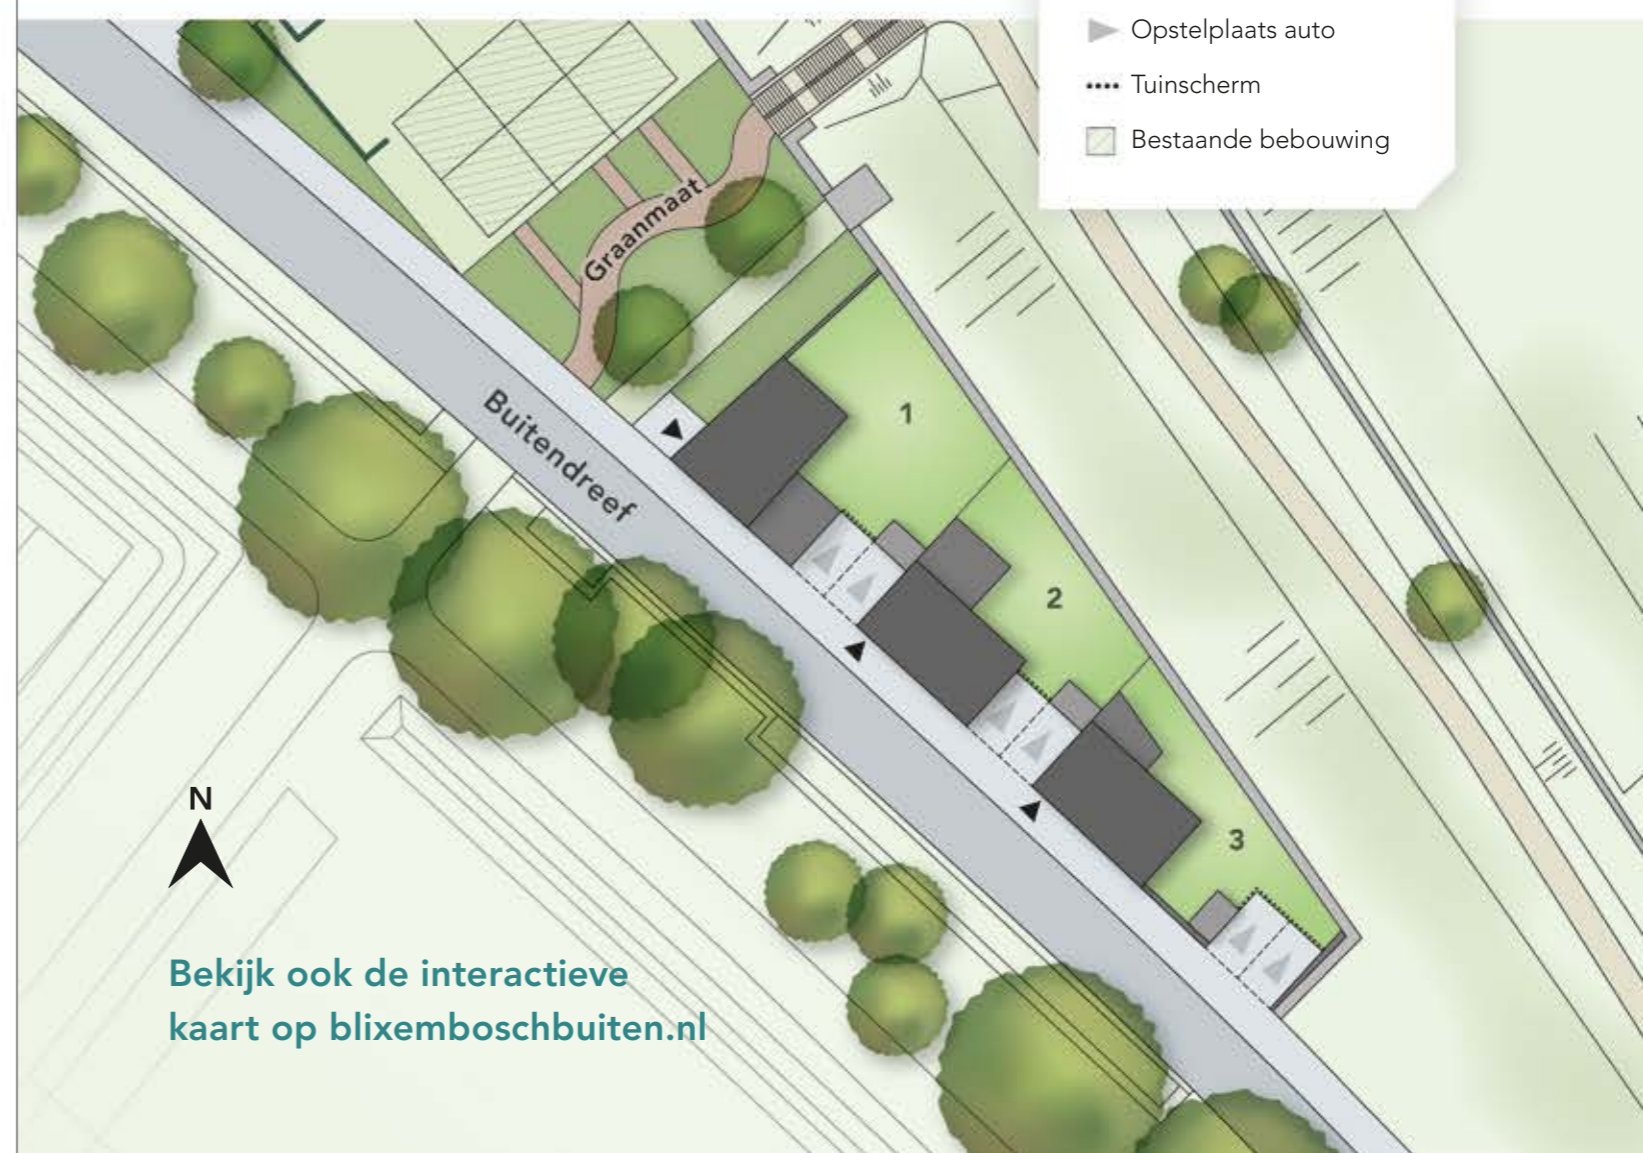 Opstelplaats auto
Tuinscherm
Bestaande bebouwing
Graanmaat
Buitendreef
1
2
3
N
Bekijk ook de interactieve
kaart op blixemboschbuiten.nl